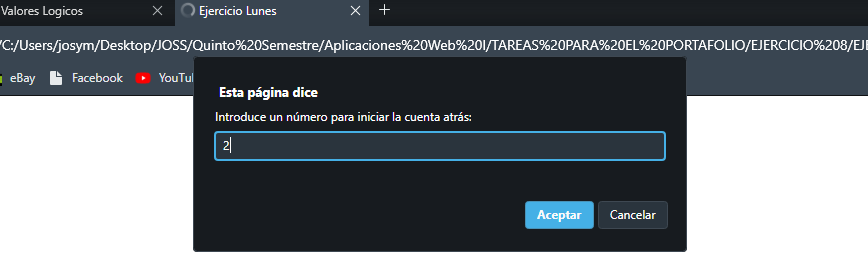 Valores Logicos
Ejercicio Lunes
/C:/Users/josym/Desktop/JOSS/Quinto%20Semestre/Aplicaciones%20Web%20I/TAREAS%20PARA%20EL%20PORTAFOLIO/EJERCICIO%208/EJE
eBay
Facebook
YouTu
Esta página dice
Introduce un número para iniciar la cuenta atrás:
2
Aceptar
Cancelar